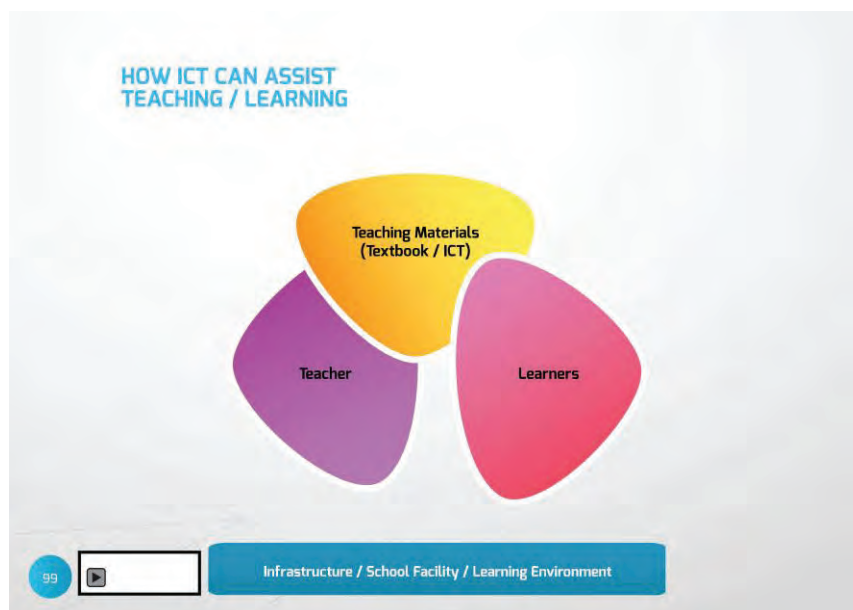 HOW ICT CAN ASSIST
TEACHING / LEARNING
Teaching Materials
(Textbook / ICT)
Teacher
Learners
99
Infrastructure / School Facility / Learning Environment